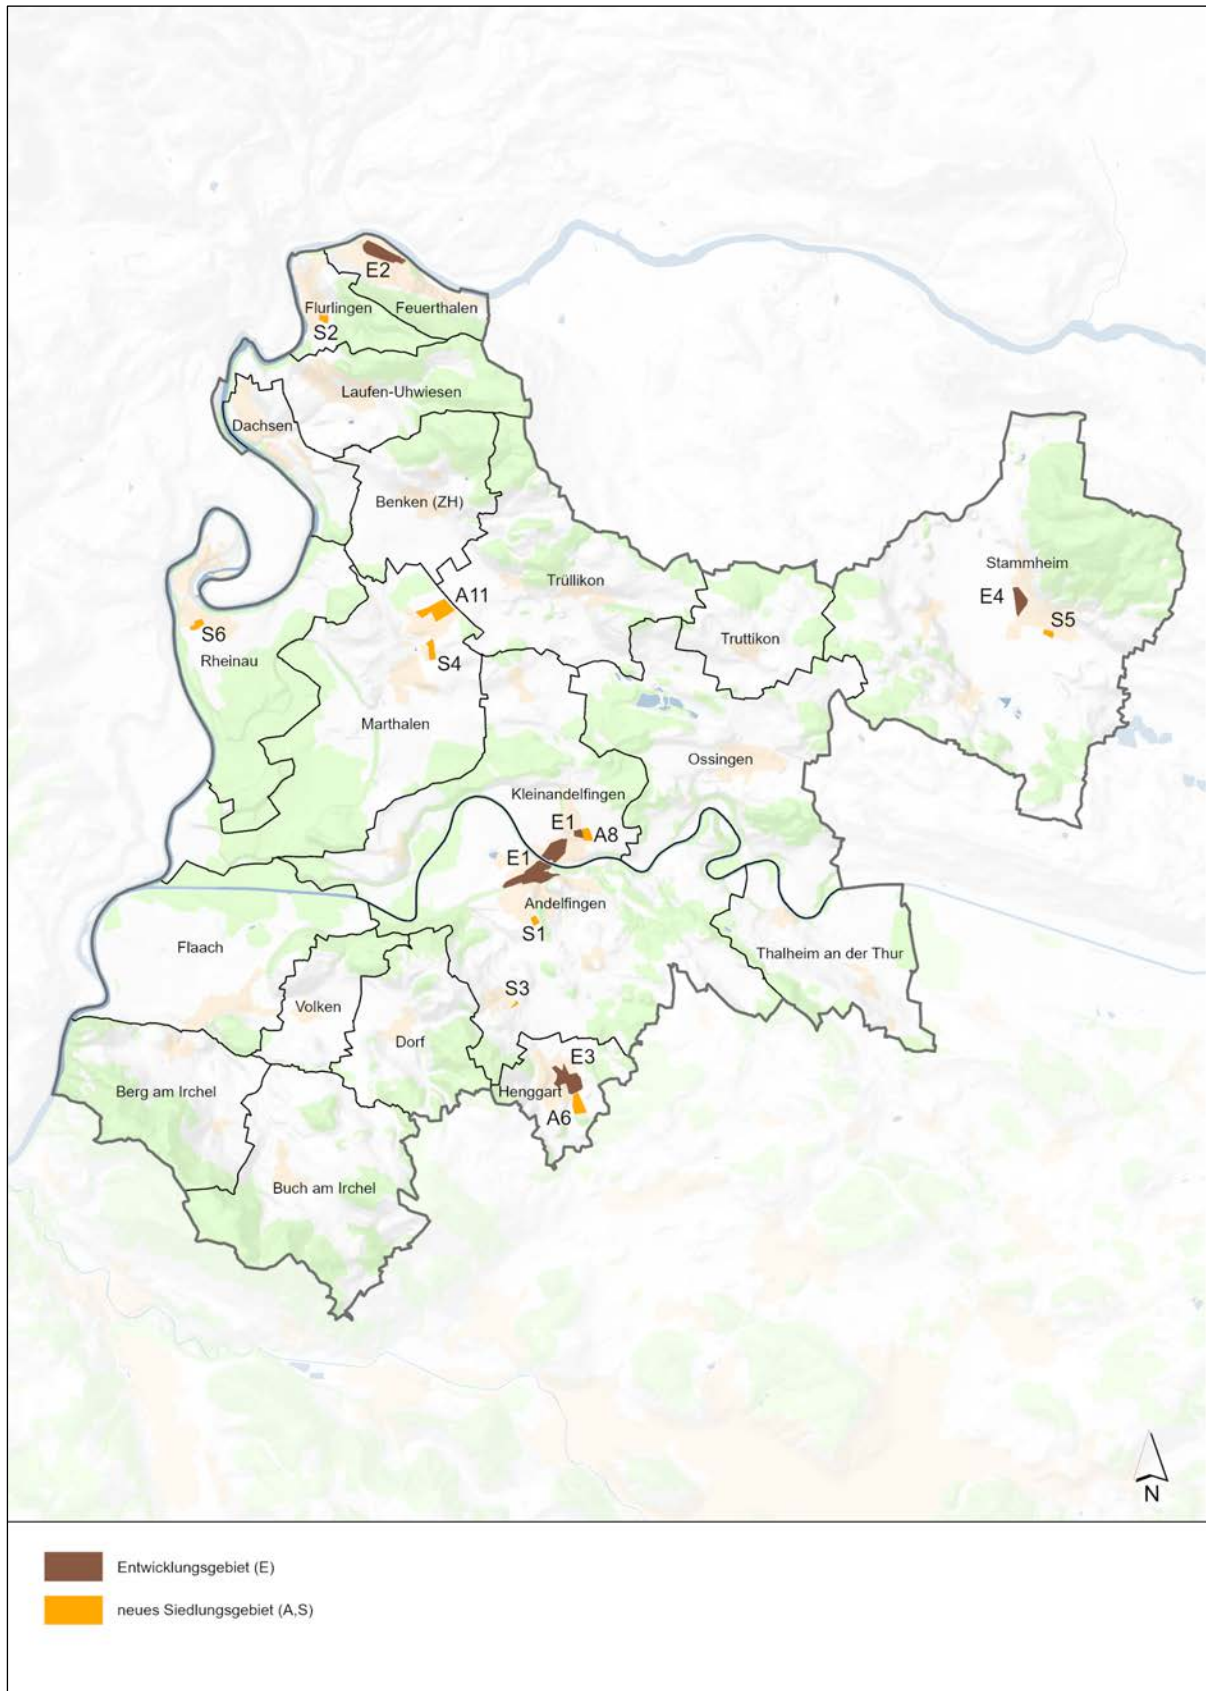 E2
Flurlingen
Feuerthalen
S2
Laufen-Uhwiesen
Dachsen
Benken (ZH)
Stammheim
Trüllikon
A11
E4
S5
S6
Truttikon
Rheinau
S4
Marthalen
Ossingen
Kleinandelfingen
E1
A8
E1
Andelfingen
S1
Flaach
Thalheim an der Thur
S3
Volken
Dorf
E3
Berg am Irchel
Henggart
A6
Buch am Irchel
N
Entwicklungsgebiet (E)
neues Siedlungsgebiet (A,S)